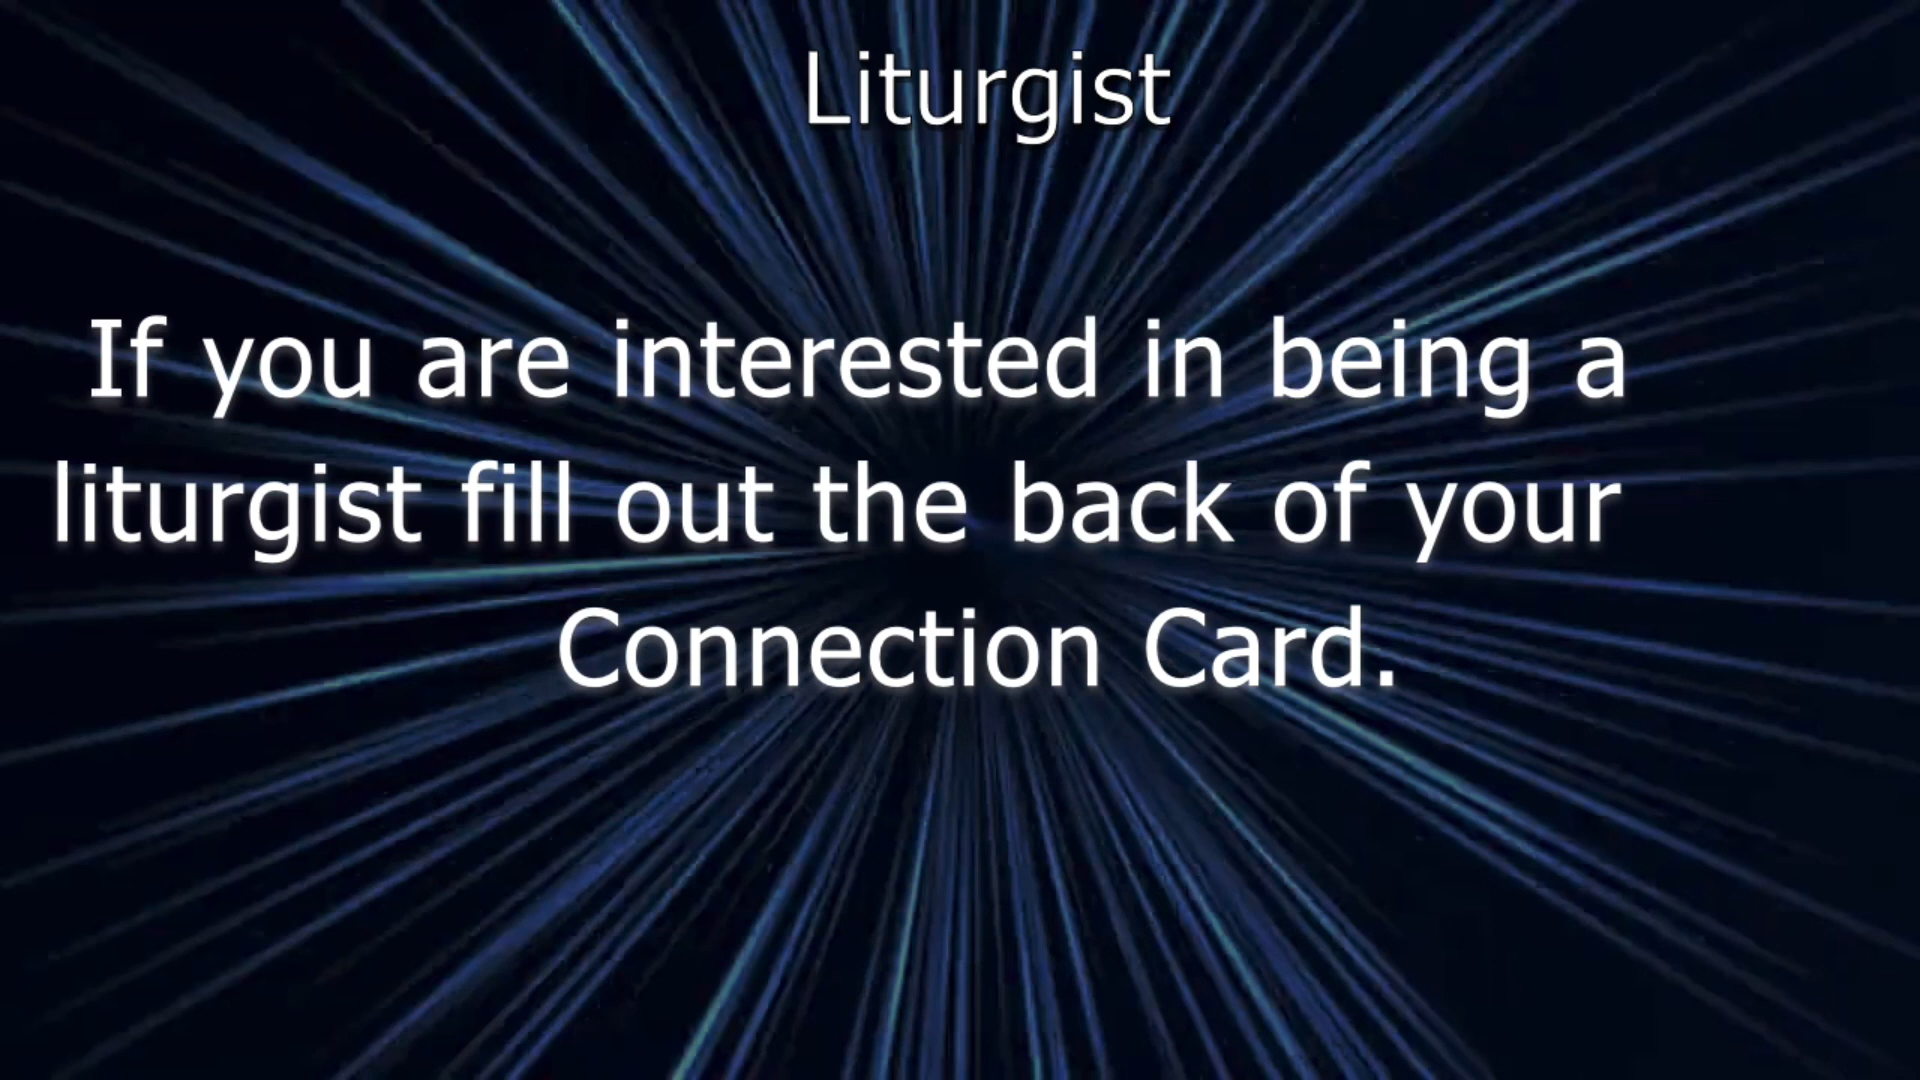 Liturgist
If you are interested in being a
liturgist fill out the back of your
Connection Card.